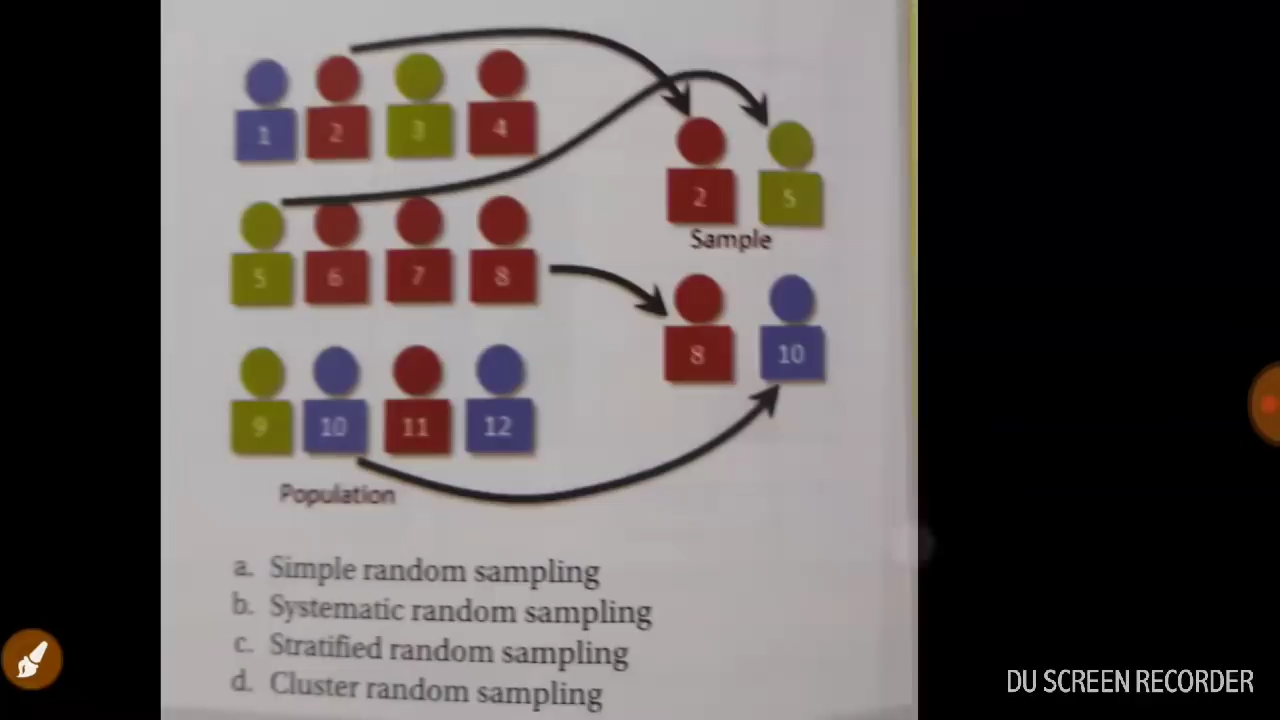 1 2 3 4
2 5
Sample
5 6 7 8
8 10
9 10 11 12
Population
a. Simple random sampling
b. Systematic random sampling
c. Stratified random sampling
d. Cluster random sampling
DU SCREEN RECORDER